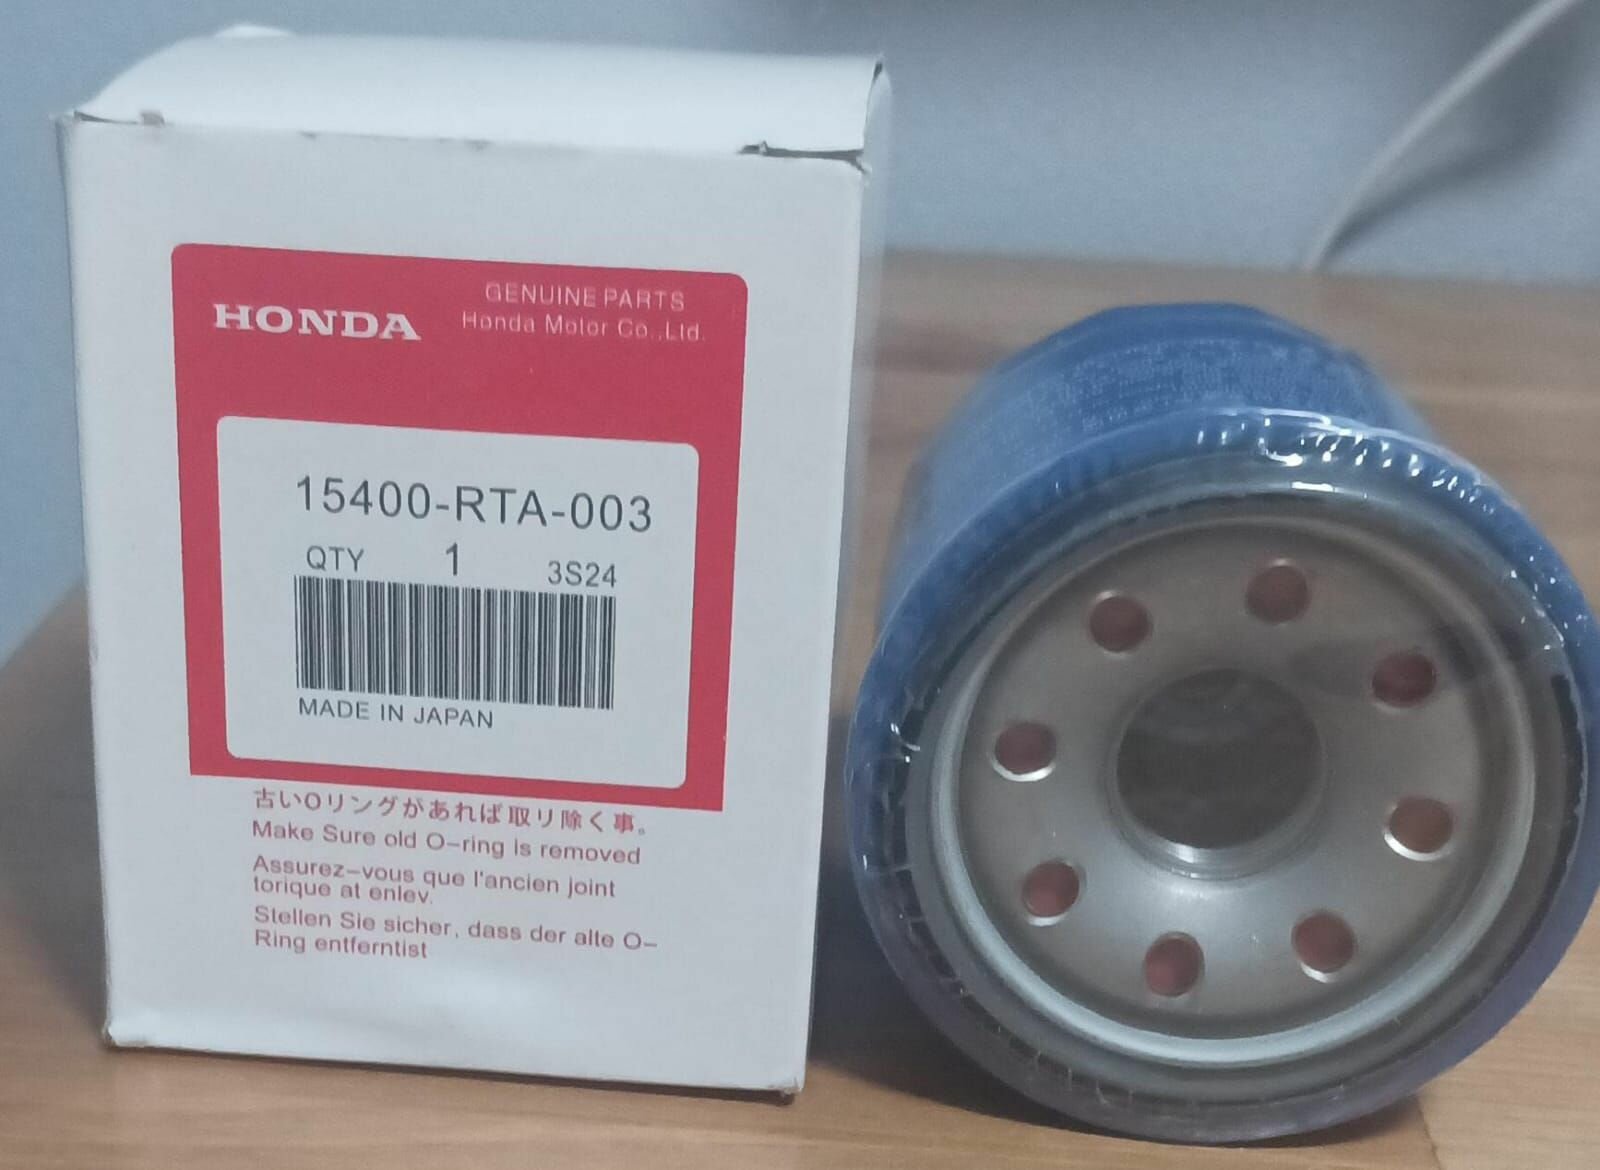 HONDA
GENUINE PARTS
Honda Motor Co.,Ltd.
15400-RTA-003
QTY 1 3S24
MADE IN JAPAN
古いOリングがあれば取り除く事。
Make Sure old O-ring is removed
Assurez-vous que l'ancien joint
torique at enlev.
Stellen Sie sicher, dass der alte O-
Ring entferntist